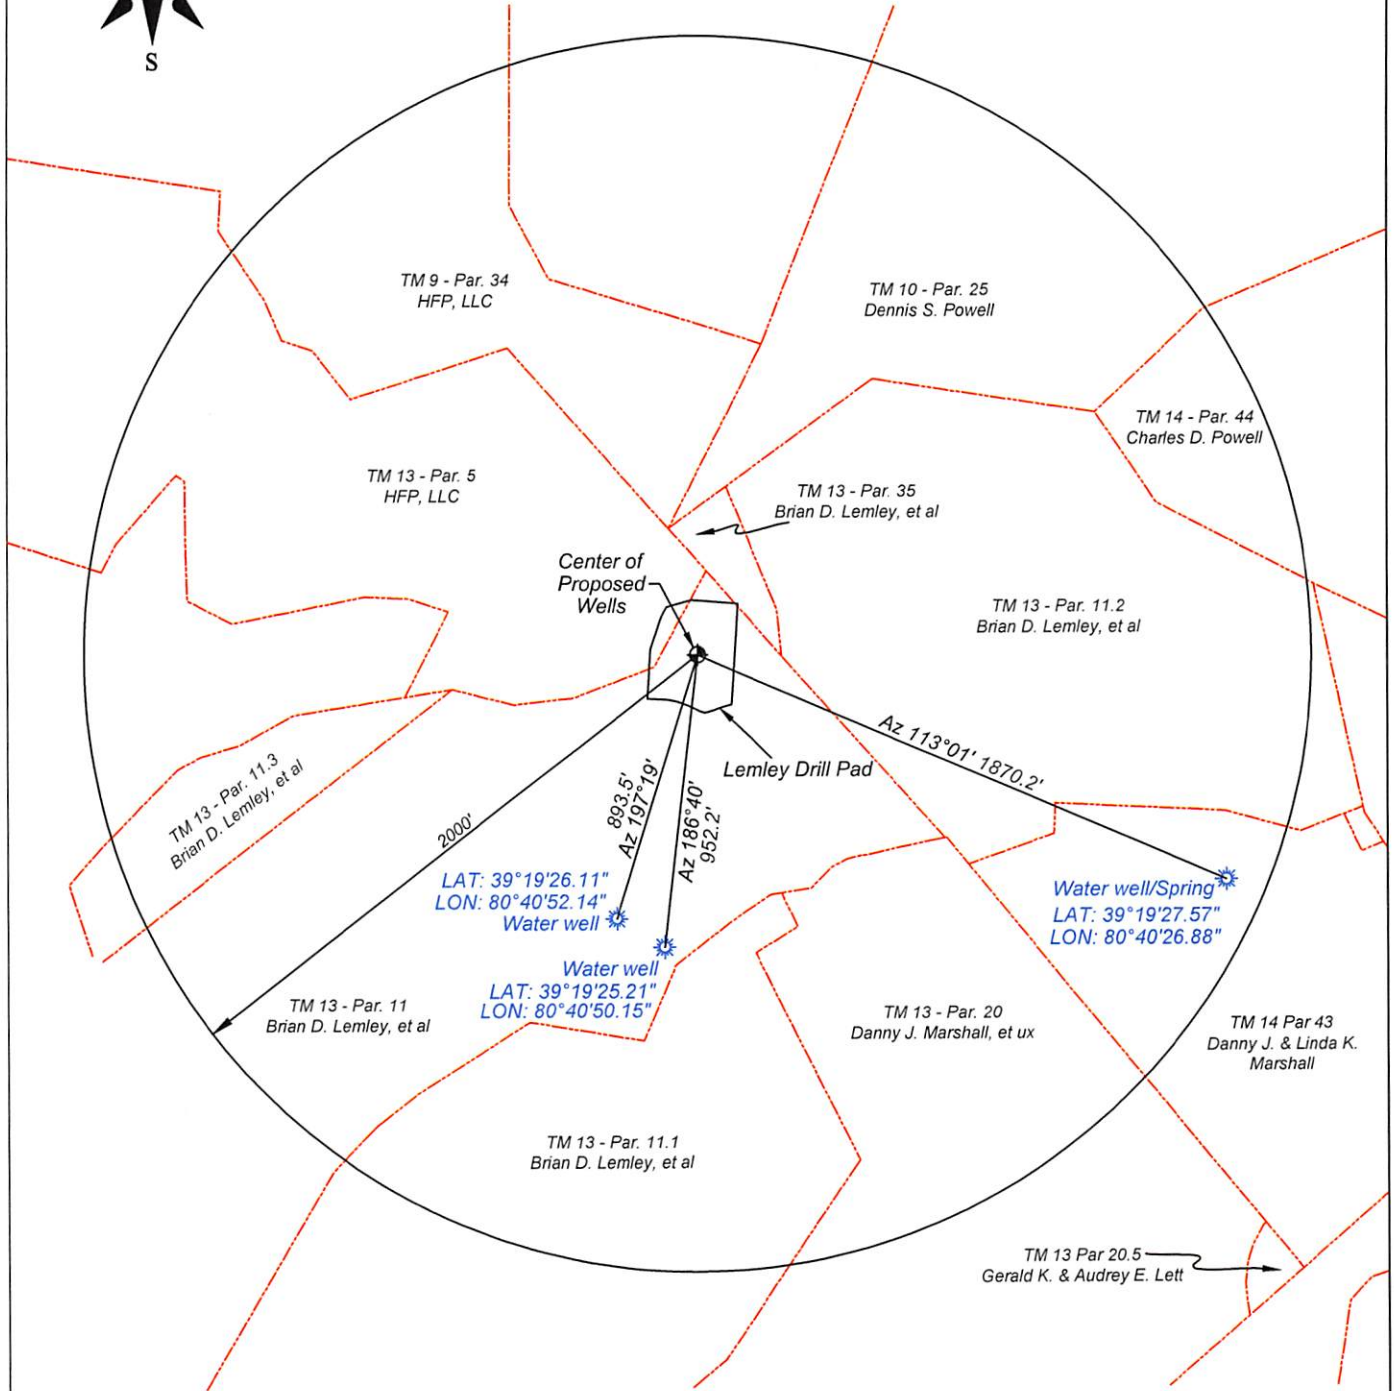 S
TM 9 - Par. 34
HFP, LLC
TM 10 - Par. 25
Dennis S. Powell
TM 14 - Par. 44
Charles D. Powell
TM 13 - Par. 5
HFP, LLC
TM 13 - Par. 35
Brian D. Lemley, et al
Center of
Proposed
Wells
TM 13 - Par. 11.2
Brian D. Lemley, et al
Az 113°01' 1870.2'
Lemley Drill Pad
TM 13 - Par. 11.3
Brian D. Lemley, et al
2000'
893.5'
Az 197°19'
Az 186°40'
952.2'
LAT: 39°19'26.11"
LON: 80°40'52.14"
Water well
Water well/Spring
LAT: 39°19'27.57"
LON: 80°40'26.88"
Water well
LAT: 39°19'25.21"
LON: 80°40'50.15"
TM 13 - Par. 11
Brian D. Lemley, et al
TM 13 - Par. 20
Danny J. Marshall, et ux
TM 14 Par 43
Danny J. & Linda K.
Marshall
TM 13 - Par. 11.1
Brian D. Lemley, et al
TM 13 Par 20.5
Gerald K. & Audrey E. Lett